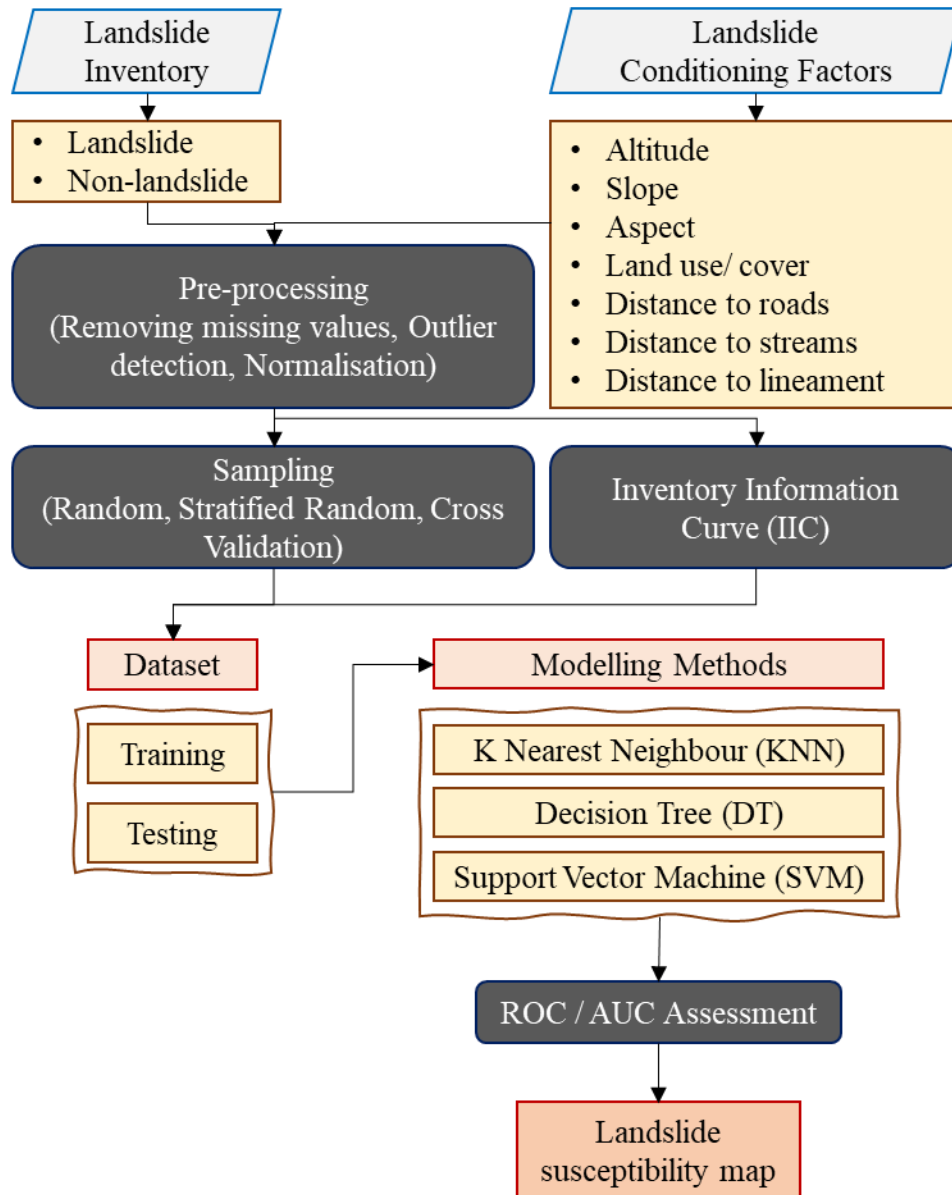 Landslide
Inventory
Landslide
Conditioning Factors
• Landslide
• Non-landslide
• Altitude
• Slope
• Aspect
• Land use/ cover
• Distance to roads
• Distance to streams
• Distance to lineament
Pre-processing
(Removing missing values, Outlier
detection, Normalisation)
Sampling
(Random, Stratified Random, Cross
Validation)
Inventory Information
Curve (IIC)
Dataset
Training
Testing
Modelling Methods
K Nearest Neighbour (KNN)
Decision Tree (DT)
Support Vector Machine (SVM)
ROC / AUC Assessment
Landslide
susceptibility map